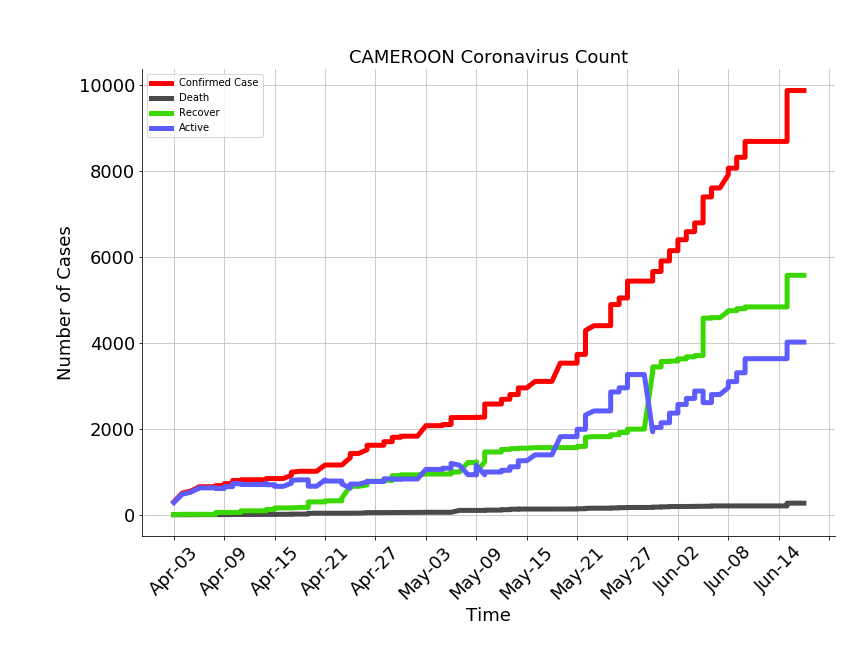 CAMEROON Coronavirus Count
Confirmed Case
Death
Recover
Active
Number of Cases
10000
8000
6000
4000
2000
0
Apr-03
Apr-09
Apr-15
Apr-21
Apr-27
May-03
May-09
May-15
May-21
May-27
Jun-02
Jun-08
Jun-14
Time